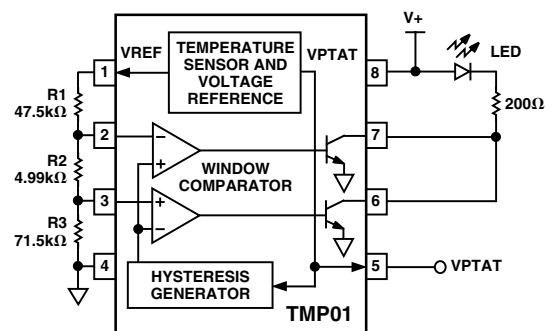 V+
LED
TEMPERATURE
SENSOR AND
VOLTAGE
REFERENCE
VREF
VPTAT
1
8
R1
47.5kΩ
200Ω
2
7
−
+
R2
4.99kΩ
WINDOW
COMPARATOR
3
6
+
−
R3
71.5kΩ
4
5
VPTAT
HYSTERESIS
GENERATOR
TMP01